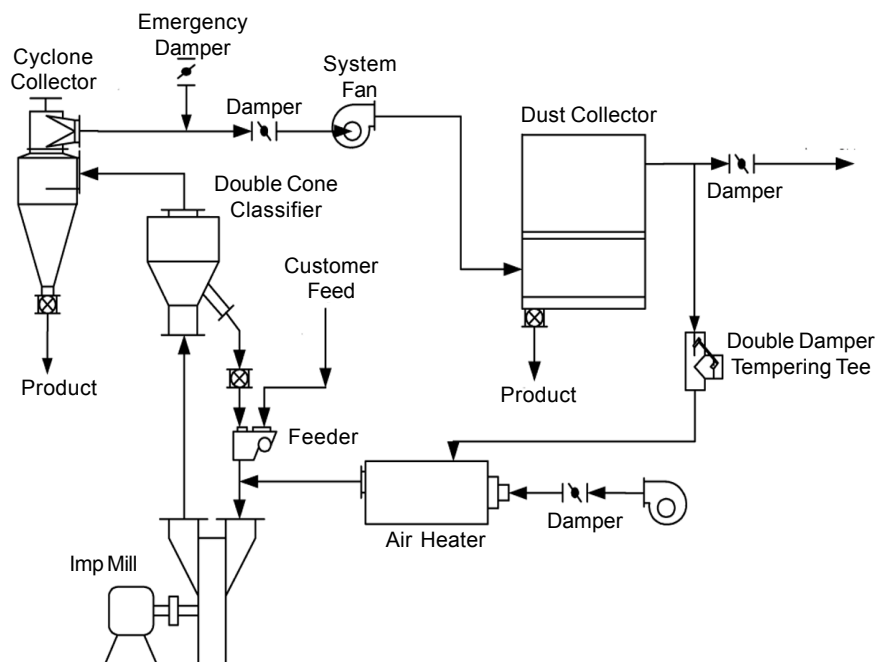 Emergency
Damper
Cyclone
Collector
System
Fan
Damper
Dust Collector
Damper
Double Cone
Classifier
Customer
Feed
Double Damper
Tempering Tee
Product
Product
Feeder
Air Heater
Damper
Imp Mill